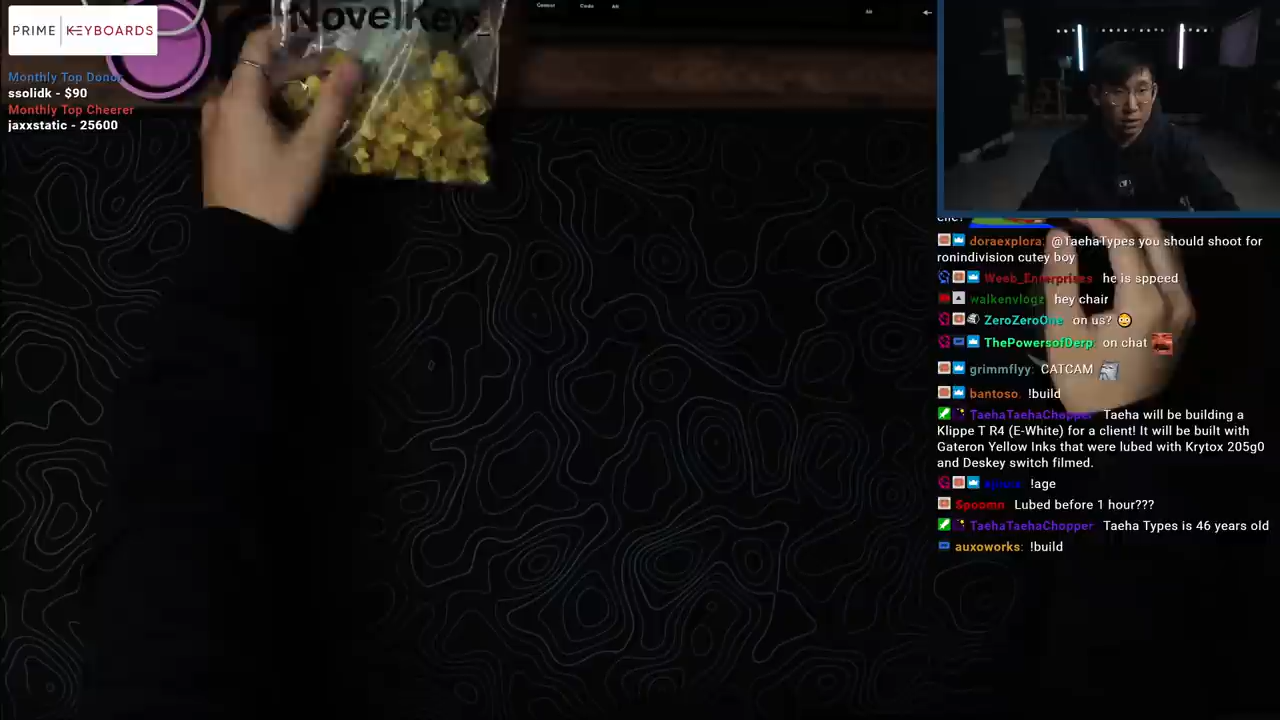 NovelKeys_
PRIME | KEYBOARDS
Monthly Top Donor
ssolidk - $90
Monthly Top Cheerer
jaxxstatic - 25600
Alt
doraexplora: @TaehaTypes you should shoot for
ronindivision cutey boy
Weeb_Enterprises he is sppeed
walkenvlogz hey chair
ZeroZeroOne on us?
ThePowersofDerp on chat
grimmflyy: CATCAM
bantoso: !build
TaehaTaehaChopper Taeha will be building a
Klippe T R4 (E-White) for a client! It will be built with
Gateron Yellow Inks that were lubed with Krytox 205g0
and Deskey switch filmed.
!age
Spoomn Lubed before 1 hour???
TaehaTaehaChopper Taeha Types is 46 years old
auxoworks: !build